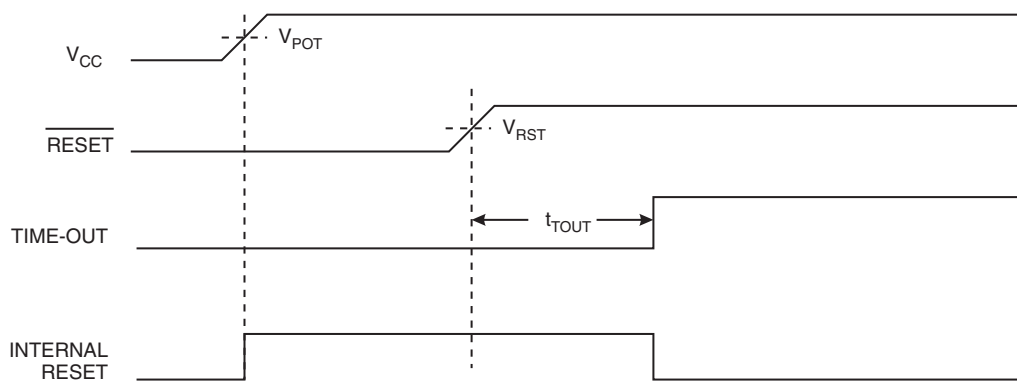 V_CC
V_POT
RESET
V_RST
TIME-OUT
t_TOUT
INTERNAL
RESET